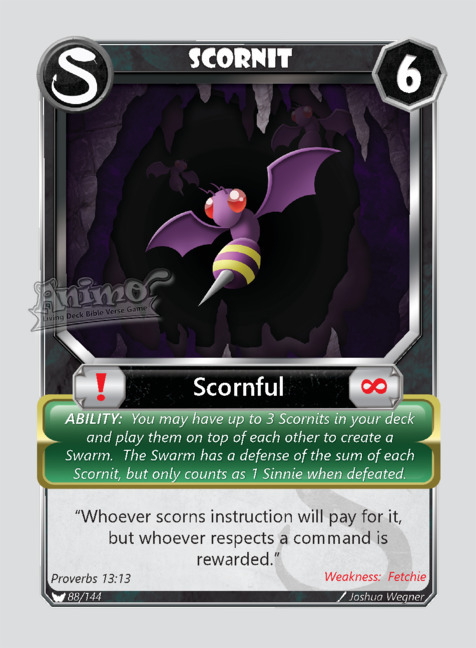 S
SCORNIT
6
Animo
Living Deck Bible Verse Game
! Scornful ∞
ABILITY: You may have up to 3 Scornits in your deck
and play them on top of each other to create a
Swarm. The Swarm has a defense of the sum of each
Scornit, but only counts as 1 Sinnie when defeated.
“Whoever scorns instruction will pay for it,
but whoever respects a command is
rewarded.”
Proverbs 13:13
Weakness: Fetchie
88/144
Joshua Wegner